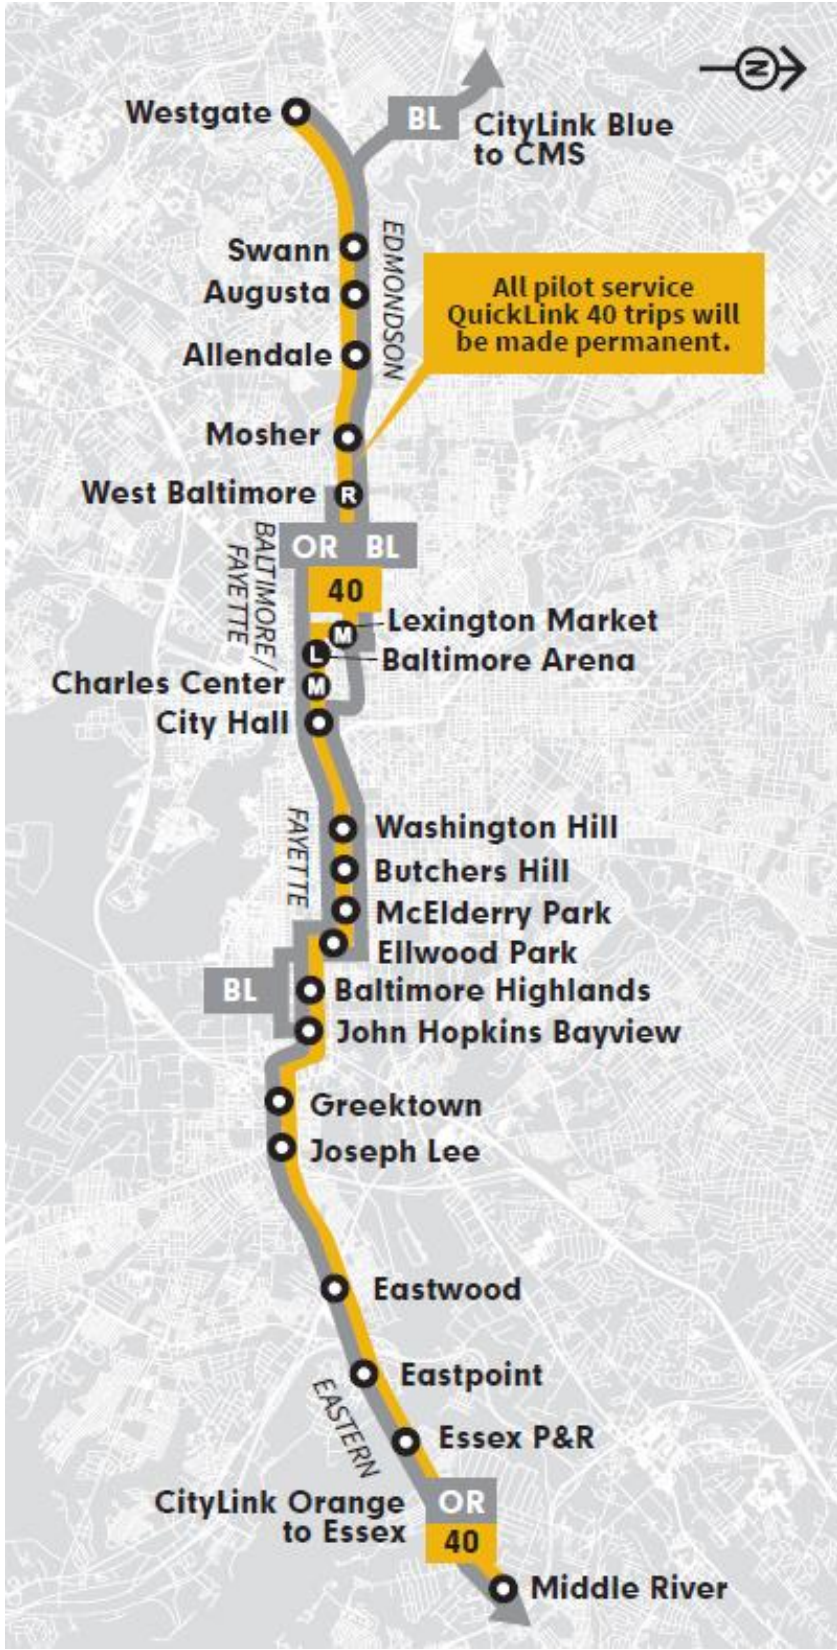 N
Westgate
BL
CityLink Blue
to CMS
EDMONDSON
Swann
Augusta
Allendale
All pilot service
QuickLink 40 trips will
be made permanent.
Mosher
West Baltimore
R
OR BL
40
BALTIMORE/
FAYETTE
M
Lexington Market
L
Baltimore Arena
Charles Center
M
City Hall
FAYETTE
Washington Hill
Butchers Hill
McElderry Park
Ellwood Park
BL
Baltimore Highlands
John Hopkins Bayview
Greektown
Joseph Lee
Eastwood
Eastpoint
EASTERN
Essex P&R
CityLink Orange
to Essex
OR
40
Middle River